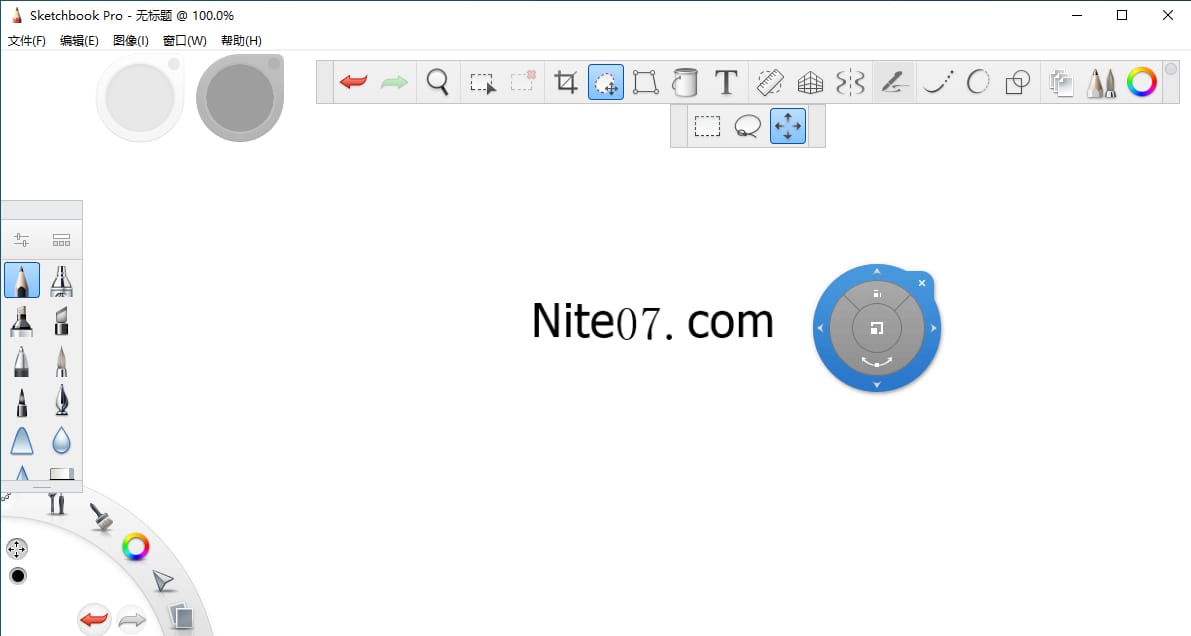 Sketchbook Pro - 无标题 @ 100.0%
文件(F) 编辑(E) 图像(I) 窗口(W) 帮助(H)
T
Nite07. com